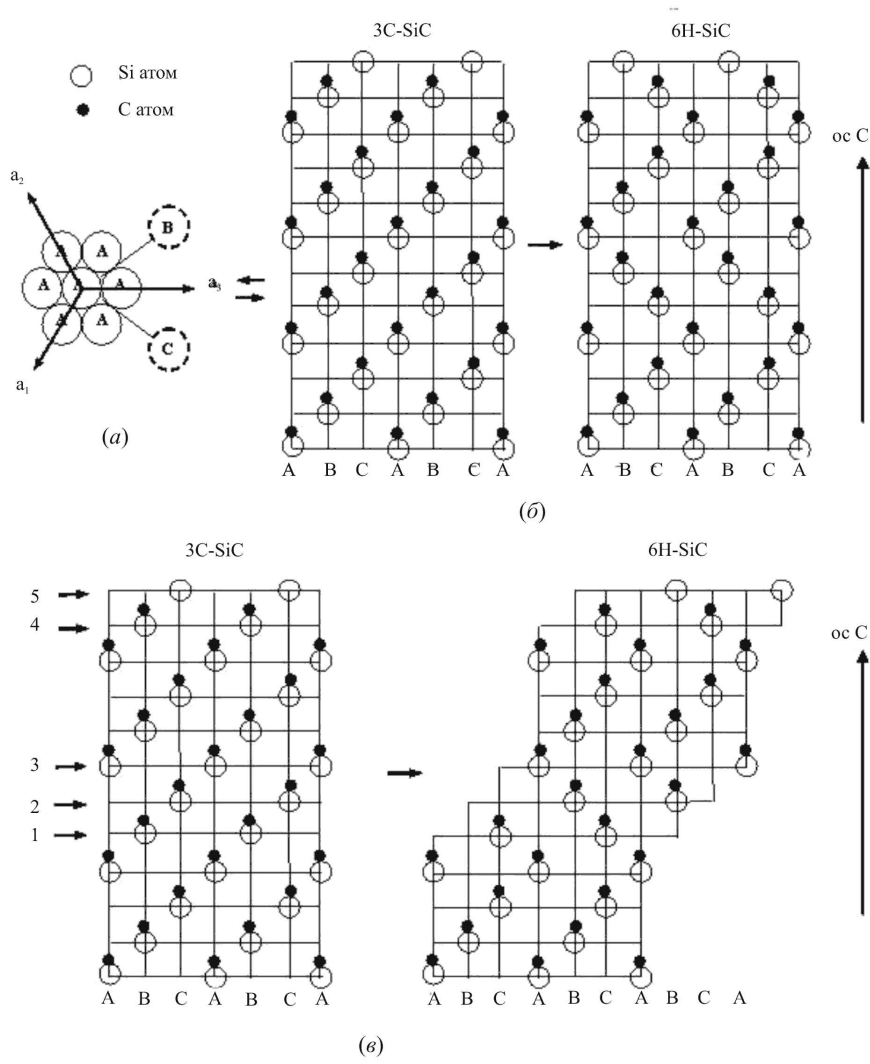 3C-SiC
6H-SiC
Si атом
C атом
ос C
a₂
B
A A
A A A
a₃
A A
C
a₁
(а)
A B C A B C A
A B C A B C A
(б)
3C-SiC
6H-SiC
5
4
ос C
3
2
1
A B C A B C A
A B C A B C A B C A
(в)